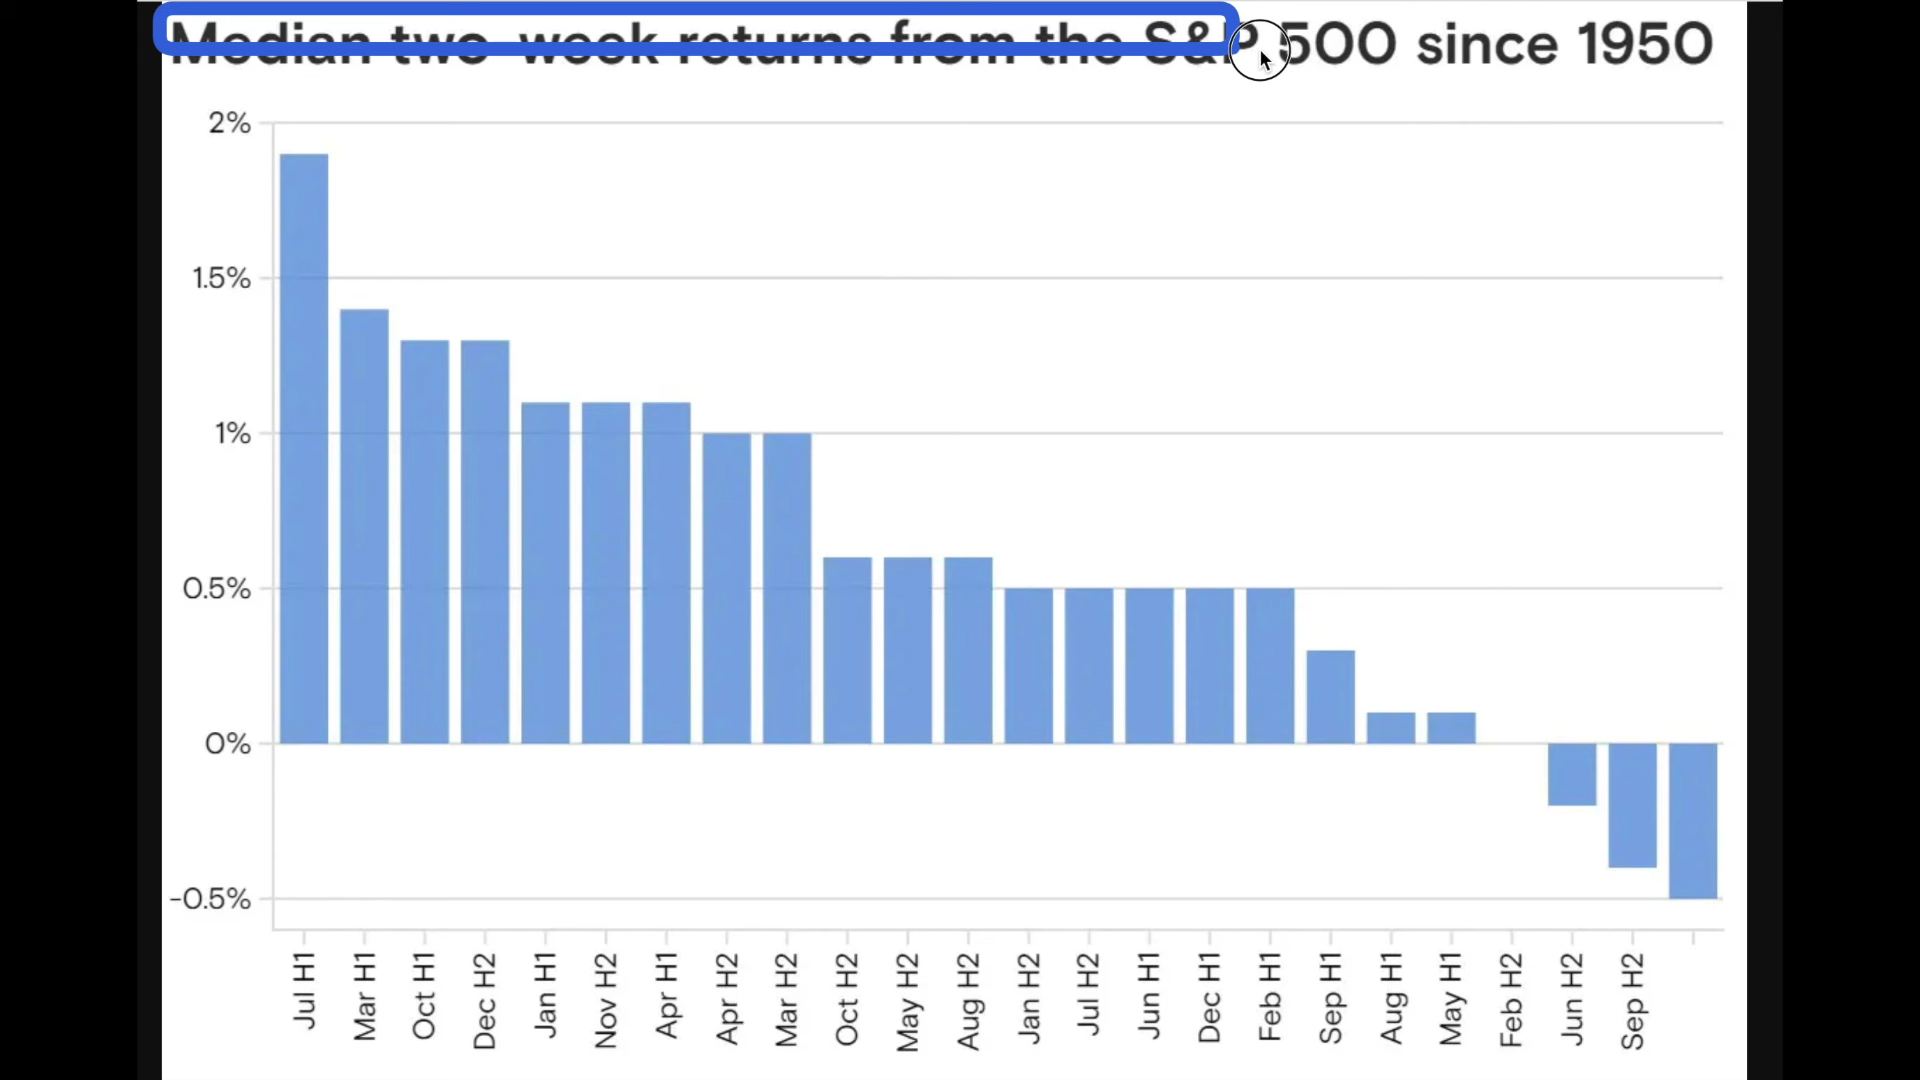 Median two-week returns from the S&P 500 since 1950
2%
1.5%
1%
0.5%
0%
-0.5%
Jul H1
Mar H1
Oct H1
Dec H2
Jan H1
Nov H2
Apr H1
Apr H2
Mar H2
Oct H2
May H2
Aug H2
Jan H2
Jul H2
Jun H1
Dec H1
Feb H1
Sep H1
Aug H1
May H1
Feb H2
Jun H2
Sep H2